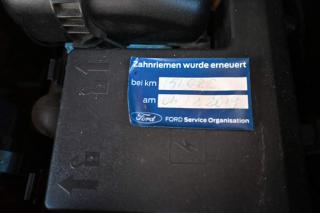 Zahnriemen wurde erneuert
bei km
am
Ford FORD Service Organisation